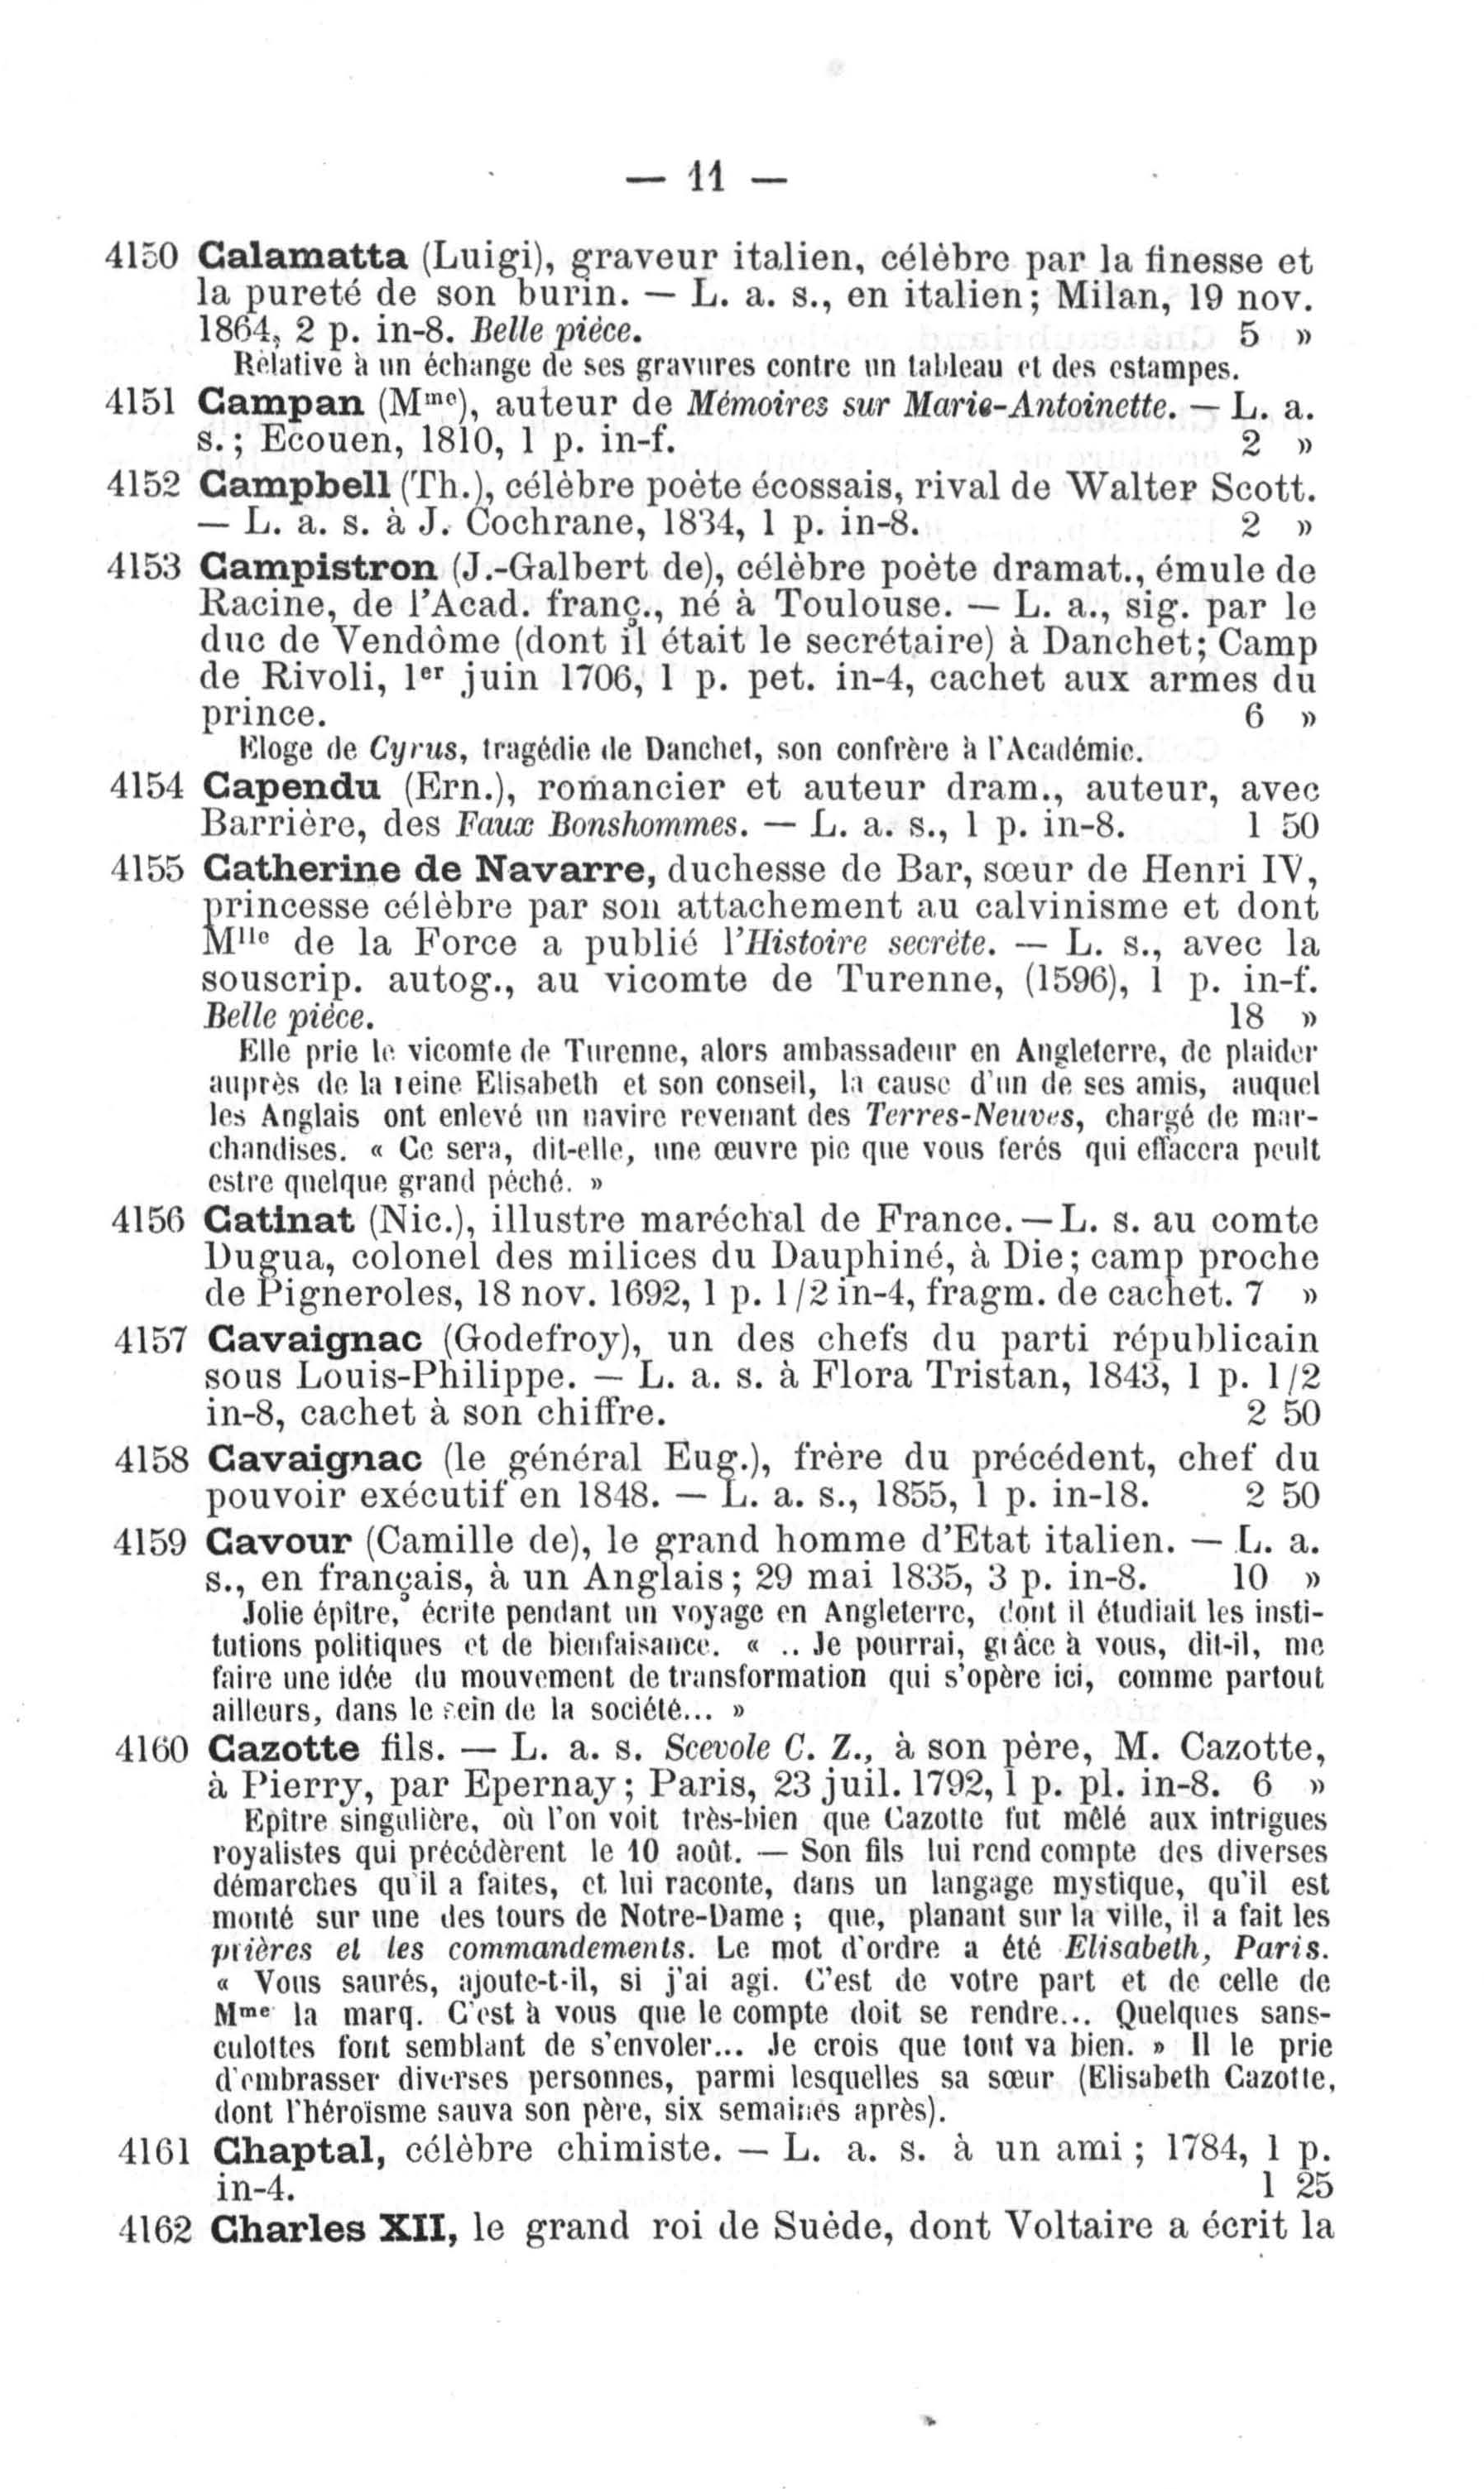 — 11 —
4150 Calamatta (Luigi), graveur italien, célèbre par la finesse et
la pureté de son burin. — L. a. s., en italien; Milan, 19 nov.
1864, 2 p. in-8. Belle pièce. 5 »
Relative à un échange de ses gravures contre un tableau et des estampes.
4151 Campan (Mme), auteur de Mémoires sur Marie-Antoinette. — L. a.
s.; Ecouen, 1810, 1 p. in-f. 2 »
4152 Campbell (Th.), célèbre poète écossais, rival de Walter Scott.
— L. a. s. à J. Cochrane, 1834, 1 p. in-8. 2 »
4153 Campistron (J.-Galbert de), célèbre poète dramat., émule de
Racine, de l'Acad. franç., né à Toulouse. — L. a., sig. par le
duc de Vendôme (dont il était le secrétaire) à Danchet; Camp
de Rivoli, 1er juin 1706, 1 p. pet. in-4, cachet aux armes du
prince. 6 »
Eloge de Cyrus, tragédie de Danchet, son confrère à l'Académie.
4154 Capendu (Ern.), romancier et auteur dram., auteur, avec
Barrière, des Faux Bonshommes. — L. a. s., 1 p. in-8. 1 50
4155 Catherine de Navarre, duchesse de Bar, sœur de Henri IV,
princesse célèbre par son attachement au calvinisme et dont
Mlle de la Force a publié l'Histoire secrète. — L. s., avec la
souscrip. autog., au vicomte de Turenne, (1596), 1 p. in-f.
Belle pièce. 18 »
Elle prie le vicomte de Turenne, alors ambassadeur en Angleterre, de plaider
auprès de la reine Elisabeth et son conseil, la cause d'un de ses amis, auquel
les Anglais ont enlevé un navire revenant des Terres-Neuves, chargé de mar-
chandises. « Ce sera, dit-elle, une œuvre pie que vous ferés qui effacera peult
estre quelque grand péché. »
4156 Catinat (Nic.), illustre maréchal de France. — L. s. au comte
Dugua, colonel des milices du Dauphiné, à Die; camp proche
de Pigneroles, 18 nov. 1692, 1 p. 1/2 in-4, fragm. de cachet. 7 »
4157 Cavaignac (Godefroy), un des chefs du parti républicain
sous Louis-Philippe. — L. a. s. à Flora Tristan, 1843, 1 p. 1/2
in-8, cachet à son chiffre. 2 50
4158 Cavaignac (le général Eug.), frère du précédent, chef du
pouvoir exécutif en 1848. — L. a. s., 1855, 1 p. in-18. 2 50
4159 Cavour (Camille de), le grand homme d'Etat italien. — L. a.
s., en français, à un Anglais; 29 mai 1835, 3 p. in-8. 10 »
Jolie épître, écrite pendant un voyage en Angleterre, dont il étudiait les insti-
tutions politiques et de bienfaisance. « .. Je pourrai, grâce à vous, dit-il, me
faire une idée du mouvement de transformation qui s'opère ici, comme partout
ailleurs, dans le sein de la société... »
4160 Cazotte fils. — L. a. s. Scevole C. Z., à son père, M. Cazotte,
à Pierry, par Epernay; Paris, 23 juil. 1792, 1 p. pl. in-8. 6 »
Epître singulière, où l'on voit très-bien que Cazotte fut mêlé aux intrigues
royalistes qui précédèrent le 10 août. — Son fils lui rend compte des diverses
démarches qu'il a faites, et lui raconte, dans un langage mystique, qu'il est
monté sur une des tours de Notre-Dame; que, planant sur la ville, il a fait les
prières et les commandements. Le mot d'ordre a été Elisabeth, Paris.
« Vous saurés, ajoute-t-il, si j'ai agi. C'est de votre part et de celle de
Mme la marq. C'est à vous que le compte doit se rendre... Quelques sans-
culottes font semblant de s'envoler... Je crois que tout va bien. » Il le prie
d'embrasser diverses personnes, parmi lesquelles sa sœur (Elisabeth Cazotte,
dont l'héroïsme sauva son père, six semaines après).
4161 Chaptal, célèbre chimiste. — L. a. s. à un ami; 1784, 1 p.
in-4. 1 25
4162 Charles XII, le grand roi de Suède, dont Voltaire a écrit la